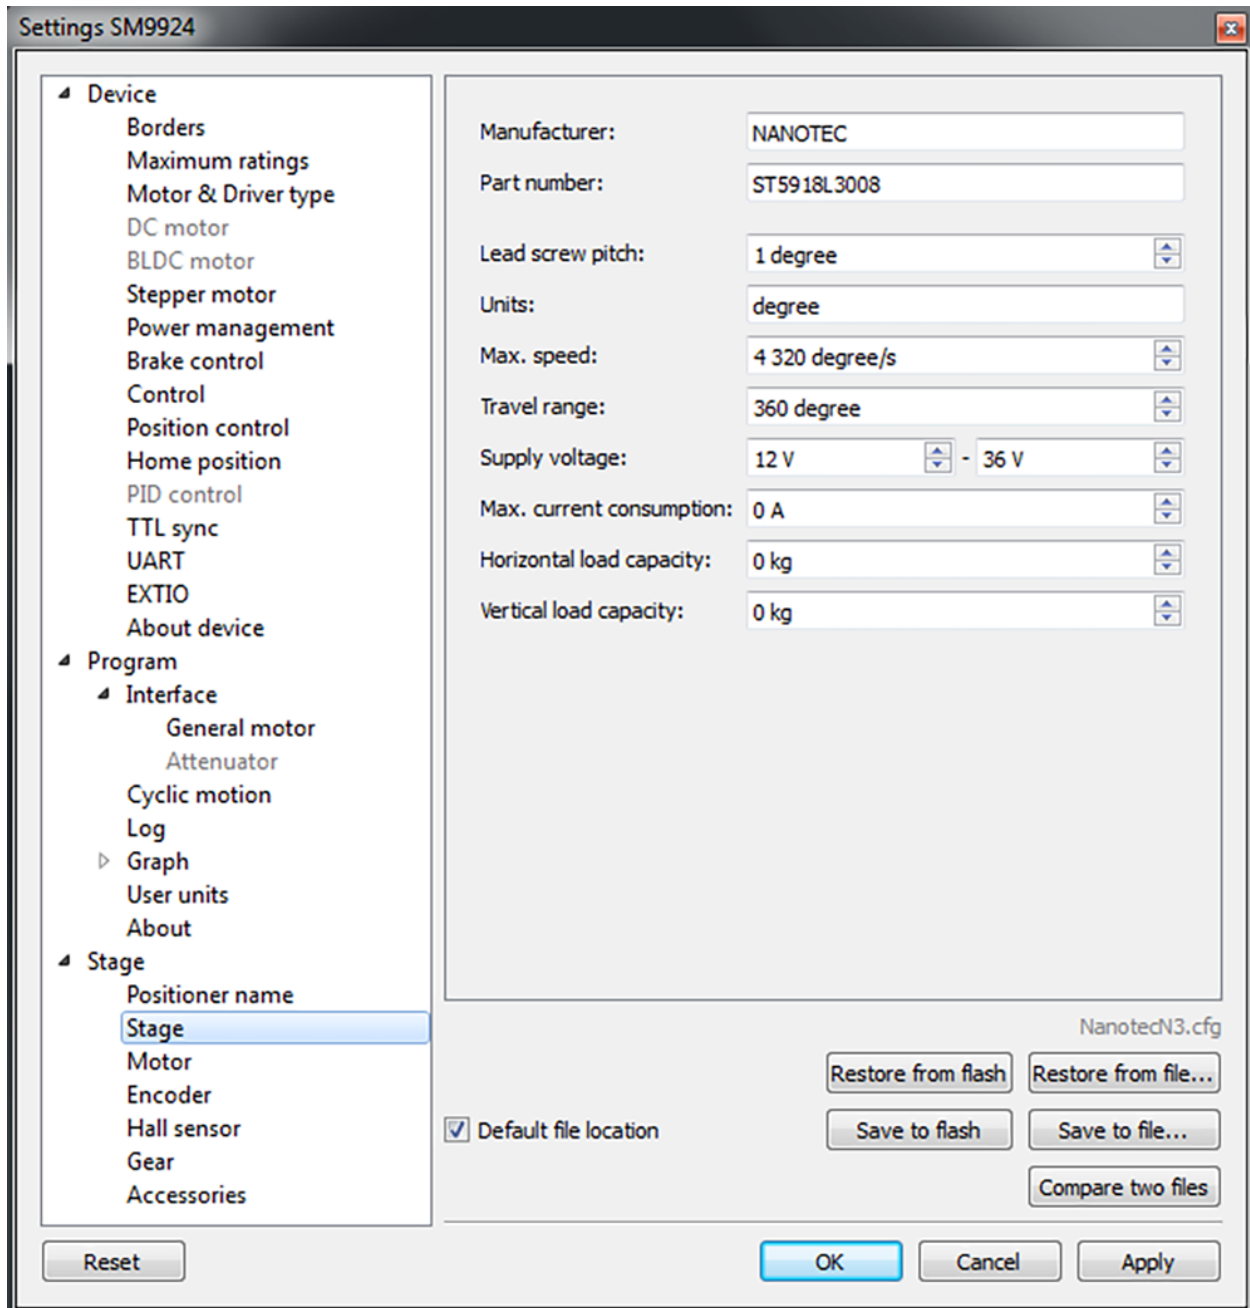 Settings SM9924
Device
Borders
Maximum ratings
Motor & Driver type
DC motor
BLDC motor
Stepper motor
Power management
Brake control
Control
Position control
Home position
PID control
TTL sync
UART
EXTIO
About device
Program
Interface
General motor
Attenuator
Cyclic motion
Log
Graph
User units
About
Stage
Positioner name
Stage
Motor
Encoder
Hall sensor
Gear
Accessories
Manufacturer: NANOTEC
Part number: ST5918L3008
Lead screw pitch: 1 degree
Units: degree
Max. speed: 4 320 degree/s
Travel range: 360 degree
Supply voltage: 12 V - 36 V
Max. current consumption: 0 A
Horizontal load capacity: 0 kg
Vertical load capacity: 0 kg
NanotecN3.cfg
Restore from flash Restore from file...
Default file location Save to flash Save to file...
Compare two files
Reset OK Cancel Apply